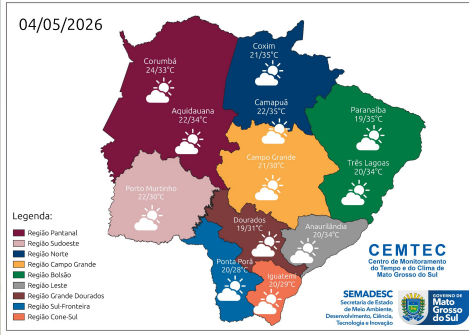 04/05/2026
Coxim
21/35°C
Corumbá
24/33°C
Aquidauana
22/34°C
Camapuã
22/35°C
Paranaíba
19/35°C
Campo Grande
21/30°C
Três Lagoas
20/34°C
Porto Murtinho
22/30°C
Dourados
19/31°C
Anaurilândia
20/34°C
Ponta Porã
20/28°C
Iguatemi
20/29°C
Legenda:
Região Pantanal
Região Sudoeste
Região Norte
Região Campo Grande
Região Bolsão
Região Leste
Região Grande Dourados
Região Sul-Fronteira
Região Cone-Sul
CEMTEC
Centro de Monitoramento
do Tempo e do Clima de
Mato Grosso do Sul
SEMADESC
Secretaria de Estado
de Meio Ambiente,
Desenvolvimento, Ciência,
Tecnologia e Inovação
GOVERNO DE
Mato
Grosso
do Sul